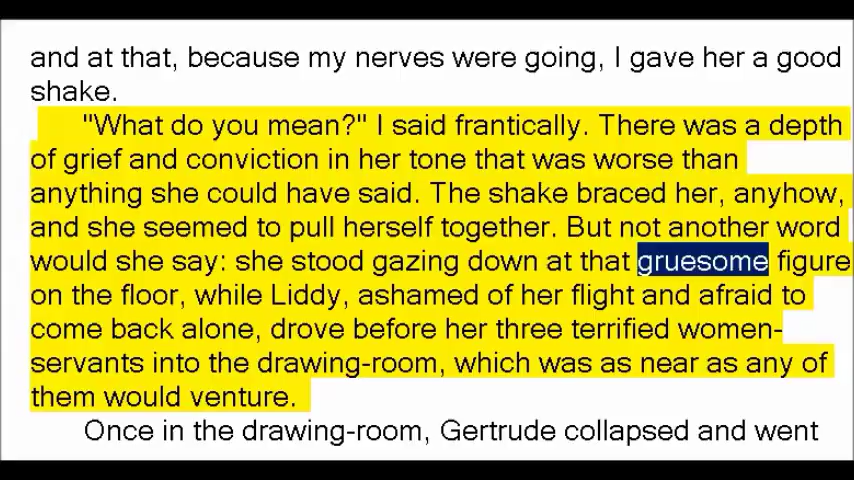 and at that, because my nerves were going, I gave her a good
shake.
"What do you mean?" I said frantically. There was a depth
of grief and conviction in her tone that was worse than
anything she could have said. The shake braced her, anyhow,
and she seemed to pull herself together. But not another word
would she say: she stood gazing down at that gruesome figure
on the floor, while Liddy, ashamed of her flight and afraid to
come back alone, drove before her three terrified women-
servants into the drawing-room, which was as near as any of
them would venture.
Once in the drawing-room, Gertrude collapsed and went